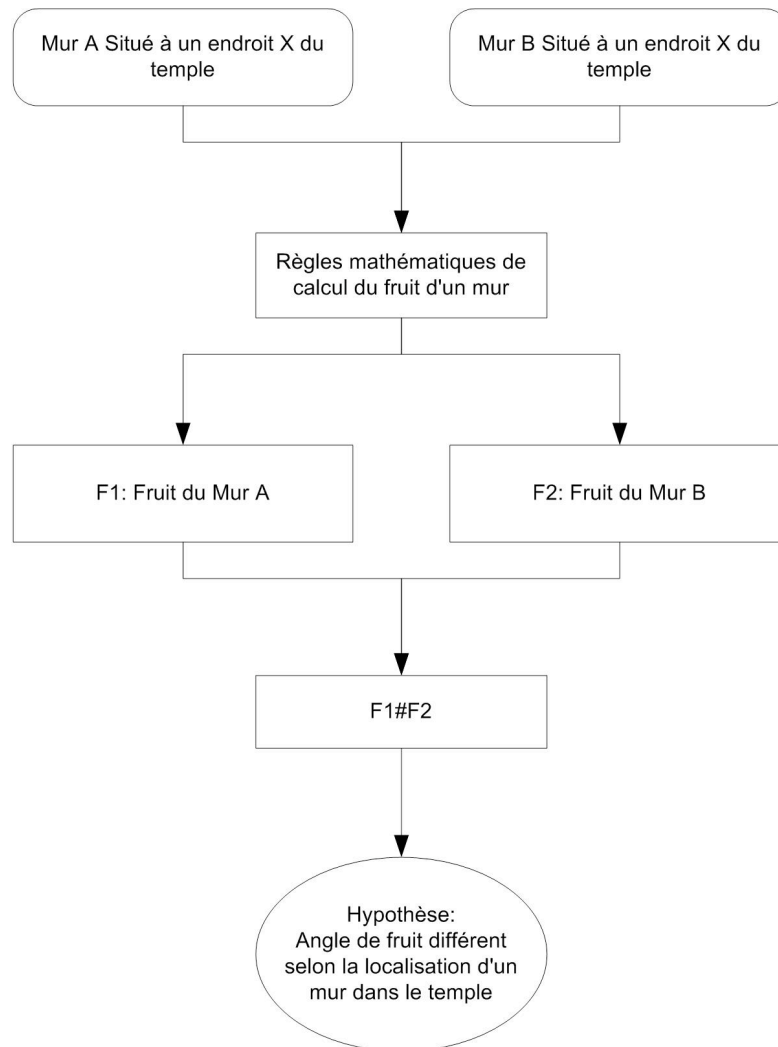 Mur A Situé à un endroit X du
temple
Mur B Situé à un endroit X du
temple
Règles mathématiques de
calcul du fruit d'un mur
F1: Fruit du Mur A
F2: Fruit du Mur B
F1#F2
Hypothèse:
Angle de fruit différent
selon la localisation d'un
mur dans le temple